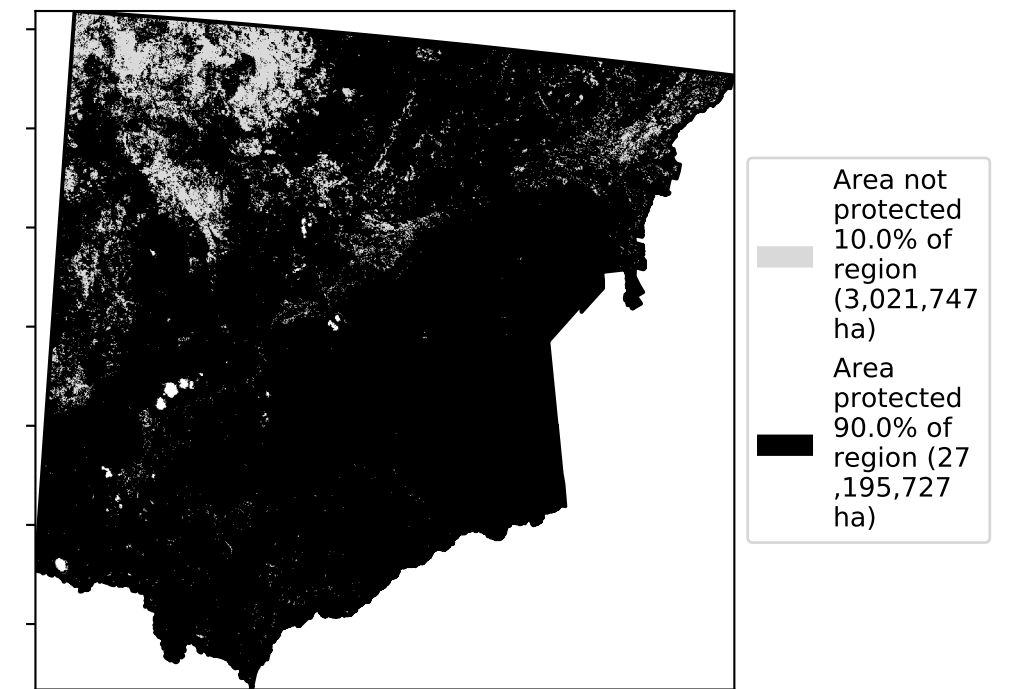 Area not
protected
10.0% of
region
(3,021,747
ha)
Area
protected
90.0% of
region (27
,195,727
ha)